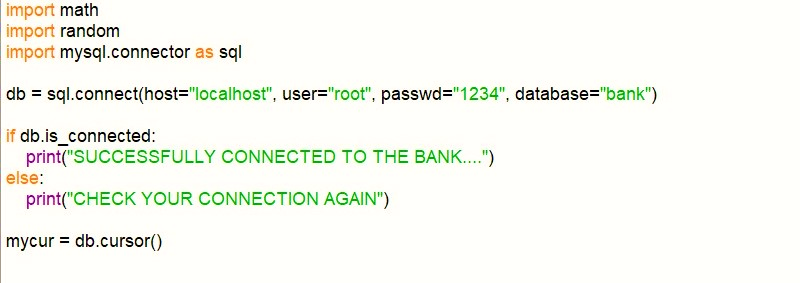 import math
import random
import mysql.connector as sql
db = sql.connect(host="localhost", user="root", passwd="1234", database="bank")
if db.is_connected:
    print("SUCCESSFULLY CONNECTED TO THE BANK....")
else:
    print("CHECK YOUR CONNECTION AGAIN")
mycur = db.cursor()